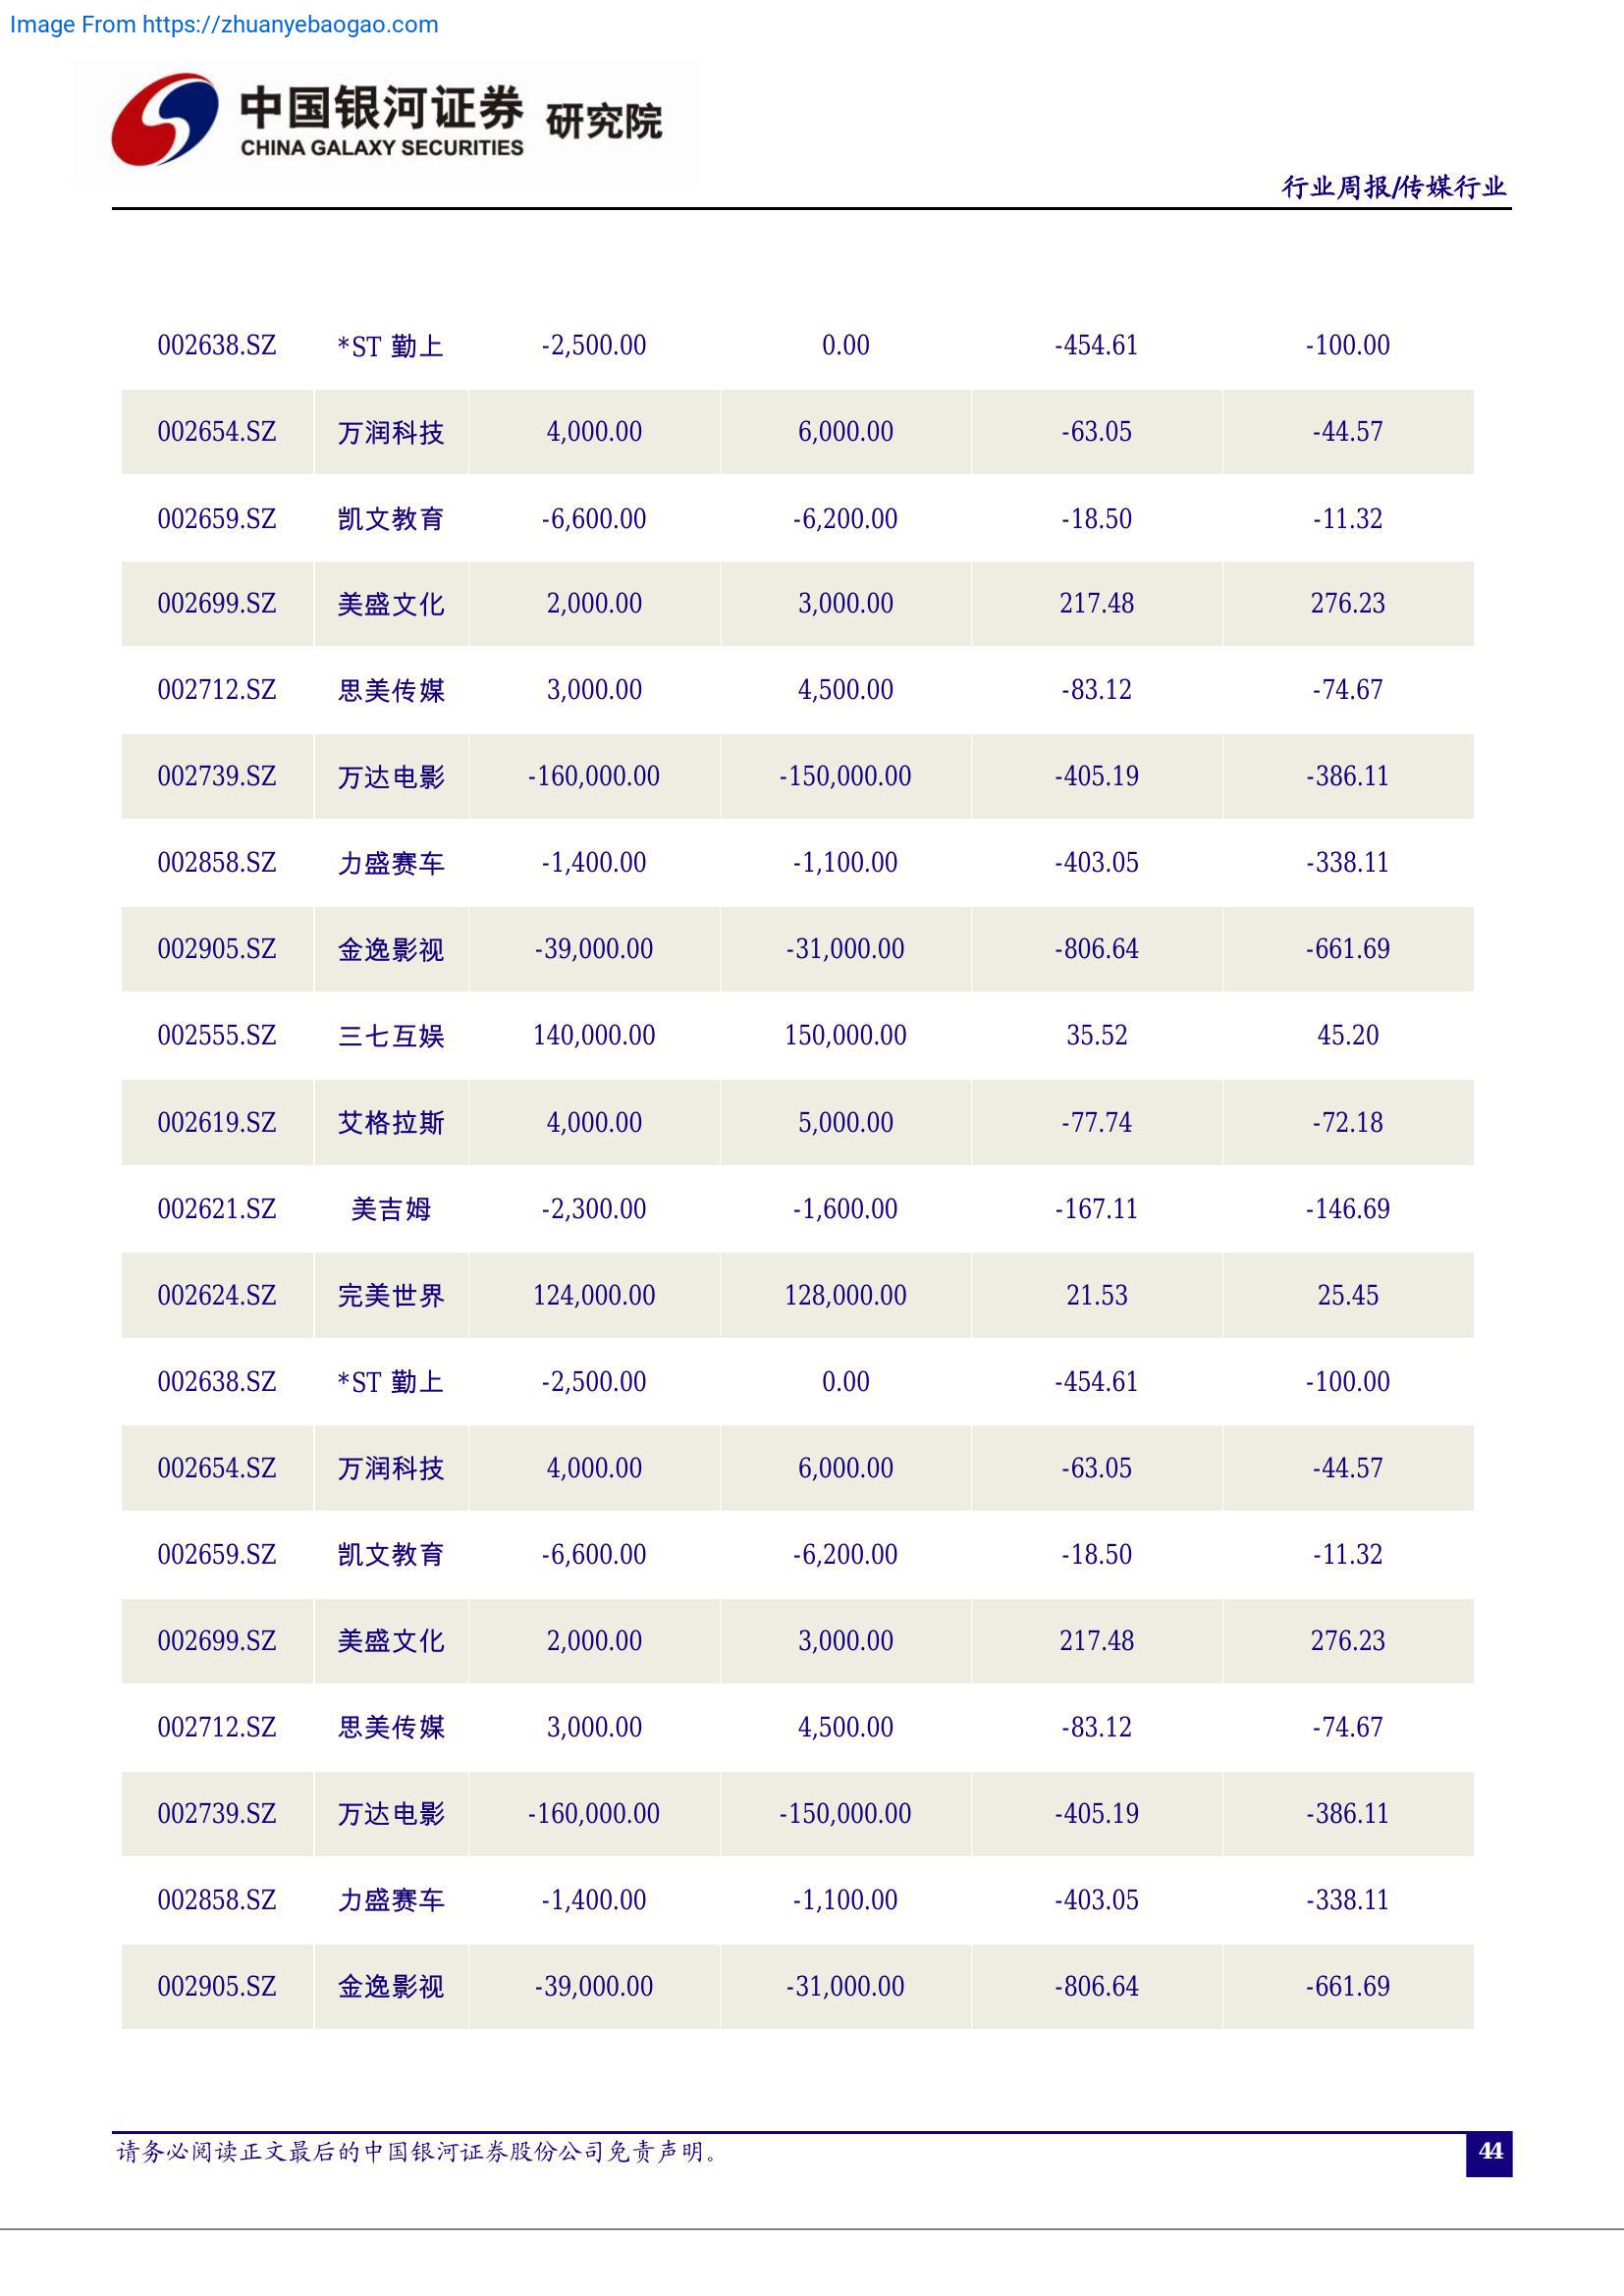 Image From https://zhuanyebaogao.com
中国银河证券 研究院
CHINA GALAXY SECURITIES
行业周报/传媒行业
002638.SZ *ST 勤上 -2,500.00 0.00 -454.61 -100.00
002654.SZ 万润科技 4,000.00 6,000.00 -63.05 -44.57
002659.SZ 凯文教育 -6,600.00 -6,200.00 -18.50 -11.32
002699.SZ 美盛文化 2,000.00 3,000.00 217.48 276.23
002712.SZ 思美传媒 3,000.00 4,500.00 -83.12 -74.67
002739.SZ 万达电影 -160,000.00 -150,000.00 -405.19 -386.11
002858.SZ 力盛赛车 -1,400.00 -1,100.00 -403.05 -338.11
002905.SZ 金逸影视 -39,000.00 -31,000.00 -806.64 -661.69
002555.SZ 三七互娱 140,000.00 150,000.00 35.52 45.20
002619.SZ 艾格拉斯 4,000.00 5,000.00 -77.74 -72.18
002621.SZ 美吉姆 -2,300.00 -1,600.00 -167.11 -146.69
002624.SZ 完美世界 124,000.00 128,000.00 21.53 25.45
002638.SZ *ST 勤上 -2,500.00 0.00 -454.61 -100.00
002654.SZ 万润科技 4,000.00 6,000.00 -63.05 -44.57
002659.SZ 凯文教育 -6,600.00 -6,200.00 -18.50 -11.32
002699.SZ 美盛文化 2,000.00 3,000.00 217.48 276.23
002712.SZ 思美传媒 3,000.00 4,500.00 -83.12 -74.67
002739.SZ 万达电影 -160,000.00 -150,000.00 -405.19 -386.11
002858.SZ 力盛赛车 -1,400.00 -1,100.00 -403.05 -338.11
002905.SZ 金逸影视 -39,000.00 -31,000.00 -806.64 -661.69
请务必阅读正文最后的中国银河证券股份公司免责声明。 44